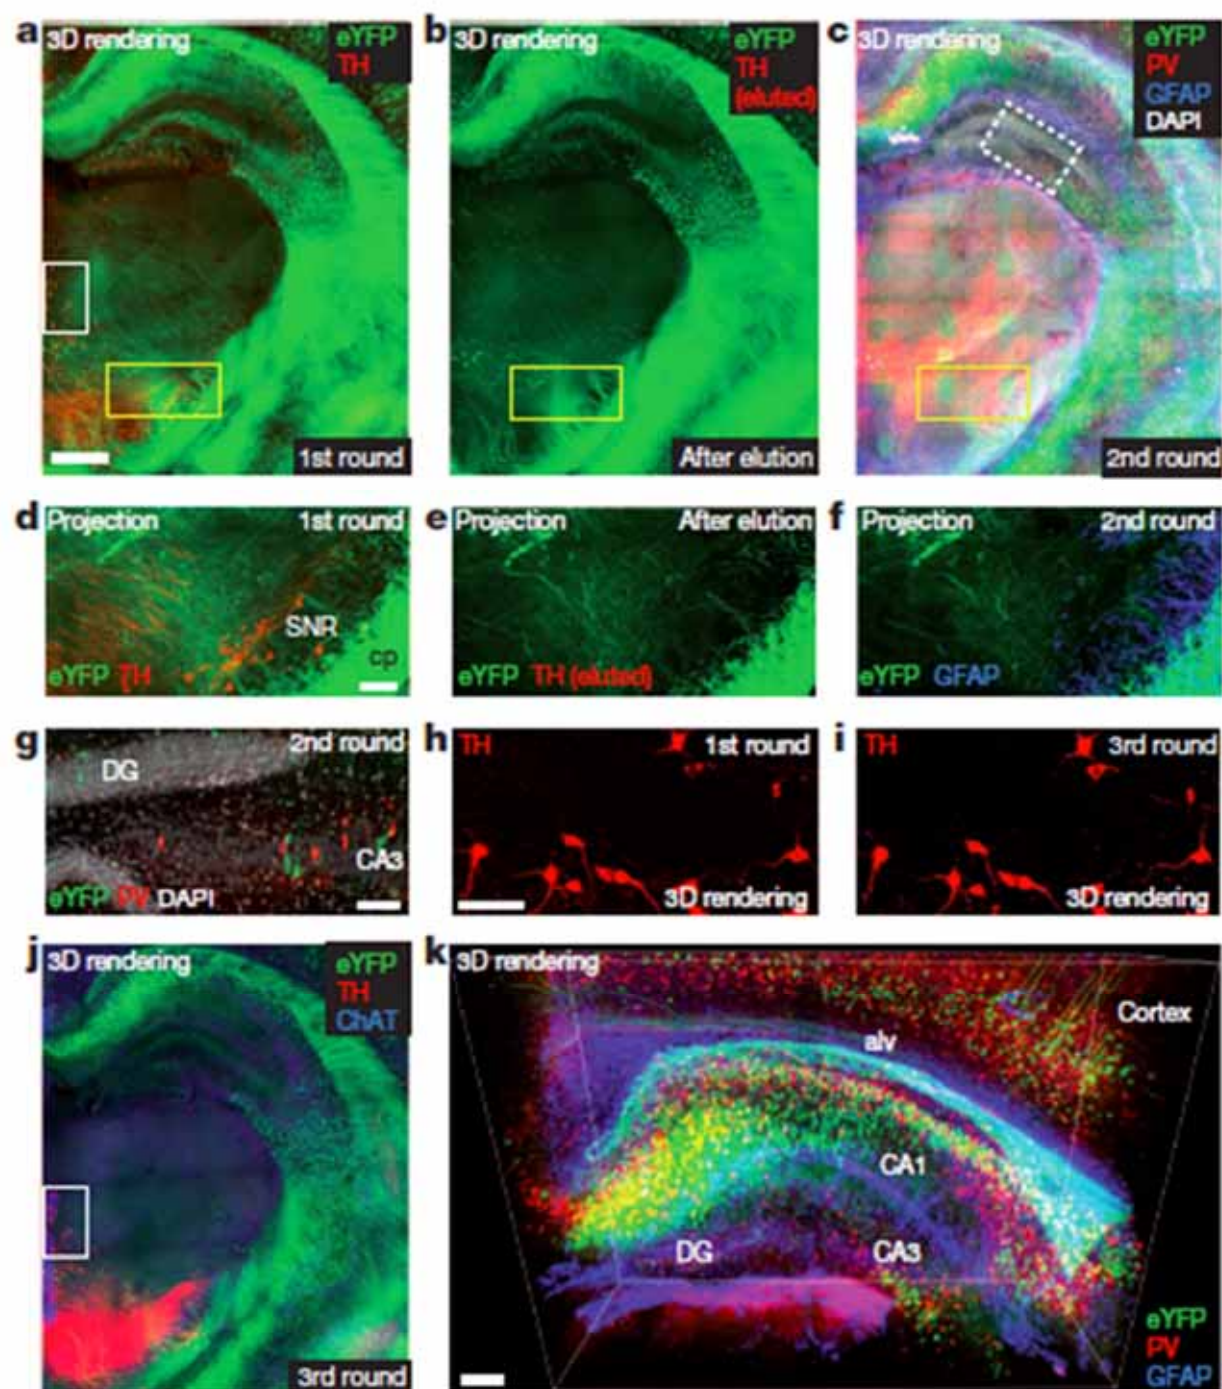 a 3D rendering eYFP
TH
1st round
b 3D rendering eYFP
TH
(eluted)
After elution
c 3D rendering eYFP
PV
GFAP
DAPI
2nd round
d Projection 1st round
SNR
cp
eYFP TH
e Projection After elution
eYFP TH (eluted)
f Projection 2nd round
eYFP GFAP
g 2nd round
DG
CA3
eYFP PV DAPI
h TH 1st round
3D rendering
i TH 3rd round
3D rendering
j 3D rendering eYFP
TH
ChAT
3rd round
k 3D rendering
Cortex
alv
CA1
DG CA3
eYFP
PV
GFAP